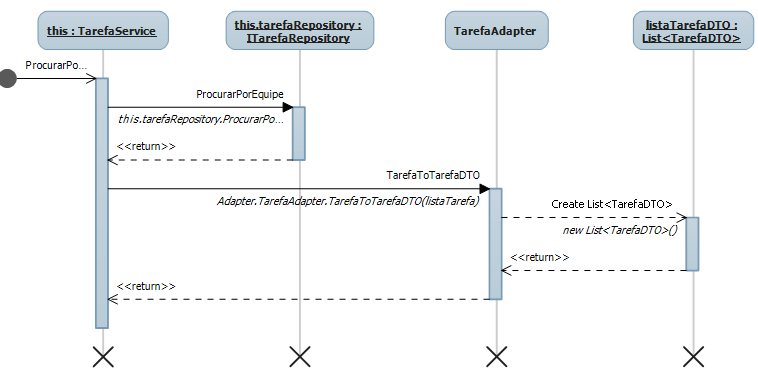 this : TarefaService
this.tarefaRepository :
ITarefaRepository
TarefaAdapter
listaTarefaDTO :
List<TarefaDTO>
ProcurarPo...
ProcurarPorEquipe
this.tarefaRepository.ProcurarPo...
<<return>>
TarefaToTarefaDTO
Adapter.TarefaAdapter.TarefaToTarefaDTO(listaTarefa)
Create List<TarefaDTO>
new List<TarefaDTO>()
<<return>>
<<return>>